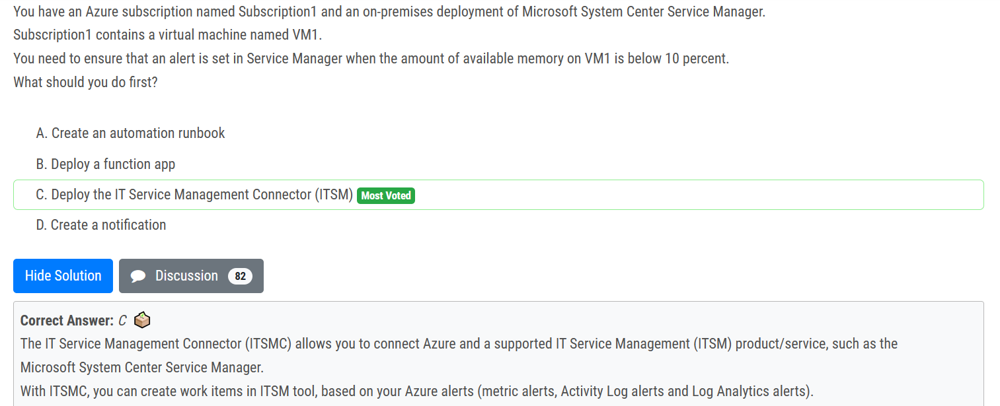 You have an Azure subscription named Subscription1 and an on-premises deployment of Microsoft System Center Service Manager.
Subscription1 contains a virtual machine named VM1.
You need to ensure that an alert is set in Service Manager when the amount of available memory on VM1 is below 10 percent.
What should you do first?
A. Create an automation runbook
B. Deploy a function app
C. Deploy the IT Service Management Connector (ITSM) Most Voted
D. Create a notification
Hide Solution Discussion 82
Correct Answer: C
The IT Service Management Connector (ITSMC) allows you to connect Azure and a supported IT Service Management (ITSM) product/service, such as the
Microsoft System Center Service Manager.
With ITSMC, you can create work items in ITSM tool, based on your Azure alerts (metric alerts, Activity Log alerts and Log Analytics alerts).